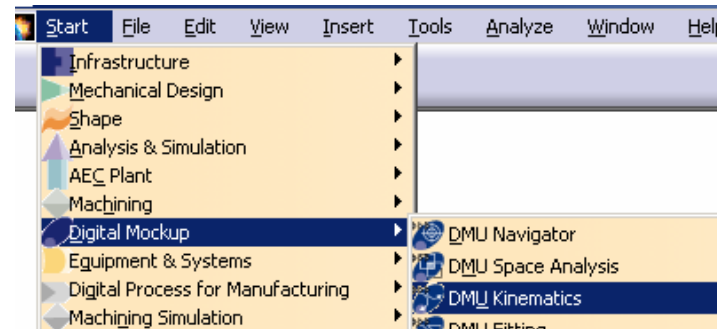 Start File Edit View Insert Tools Analyze Window Help
Infrastructure
Mechanical Design
Shape
Analysis & Simulation
AEC Plant
Machining
Digital Mockup
DMU Navigator
Equipment & Systems
DMU Space Analysis
Digital Process for Manufacturing
DMU Kinematics
Machining Simulation
DMU Fitting